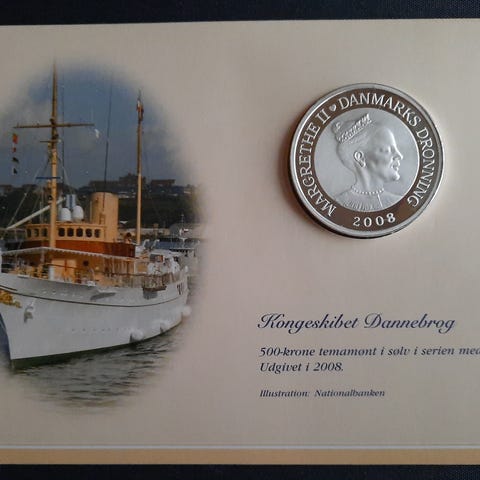 MARGRETHE II ♥ DANMARKS DRONNING
2008
Kongeskibet Dannebrog
500-krone temamønt i sølv i serien med
Udgivet i 2008.
Illustration: Nationalbanken